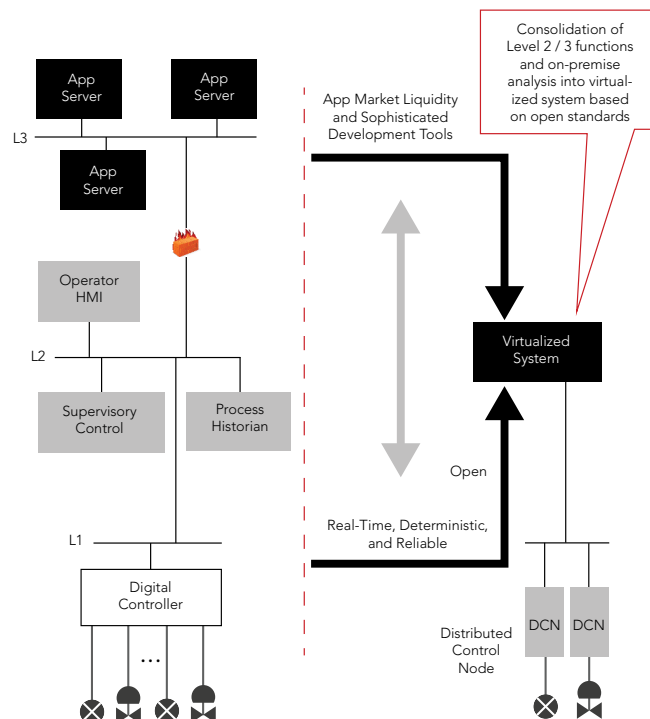 App
Server
App
Server
L3
App
Server
Operator
HMI
L2
Supervisory
Control
Process
Historian
L1
Digital
Controller
...
App Market Liquidity
and Sophisticated
Development Tools
Open
Real-Time, Deterministic,
and Reliable
Consolidation of
Level 2 / 3 functions
and on-premise
analysis into virtual-
ized system based
on open standards
Virtualized
System
DCN
DCN
Distributed
Control
Node